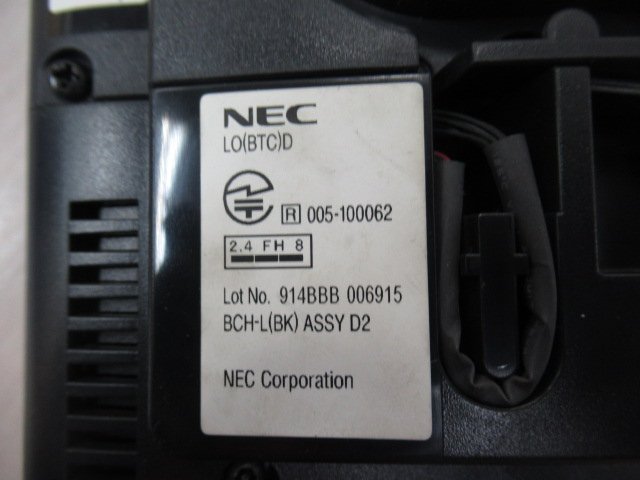 NEC
LO(BTC)D
R 005-100062
2.4 FH 8
Lot No. 914BBB 006915
BCH-L(BK) ASSY D2
NEC Corporation